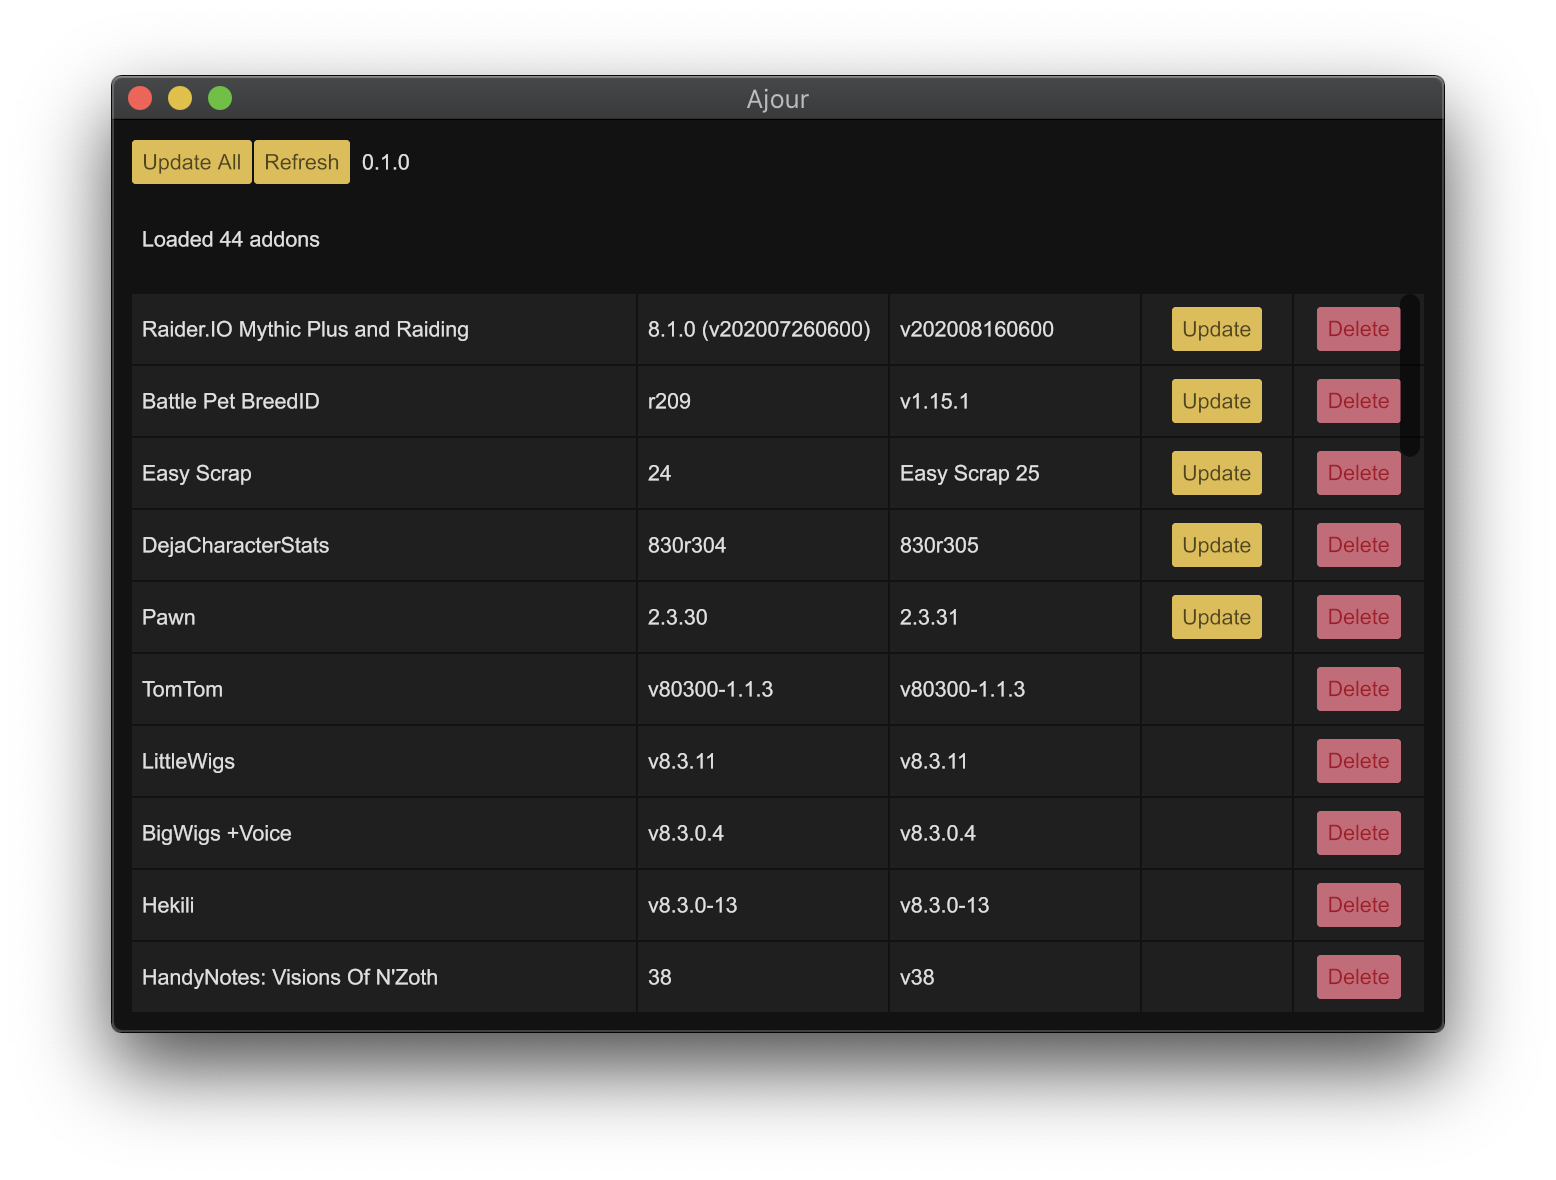 Ajour
Update All Refresh 0.1.0
Loaded 44 addons
Raider.IO Mythic Plus and Raiding 8.1.0 (v202007260600) v202008160600 Update Delete
Battle Pet BreedID r209 v1.15.1 Update Delete
Easy Scrap 24 Easy Scrap 25 Update Delete
DejaCharacterStats 830r304 830r305 Update Delete
Pawn 2.3.30 2.3.31 Update Delete
TomTom v80300-1.1.3 v80300-1.1.3 Delete
LittleWigs v8.3.11 v8.3.11 Delete
BigWigs +Voice v8.3.0.4 v8.3.0.4 Delete
Hekili v8.3.0-13 v8.3.0-13 Delete
HandyNotes: Visions Of N'Zoth 38 v38 Delete